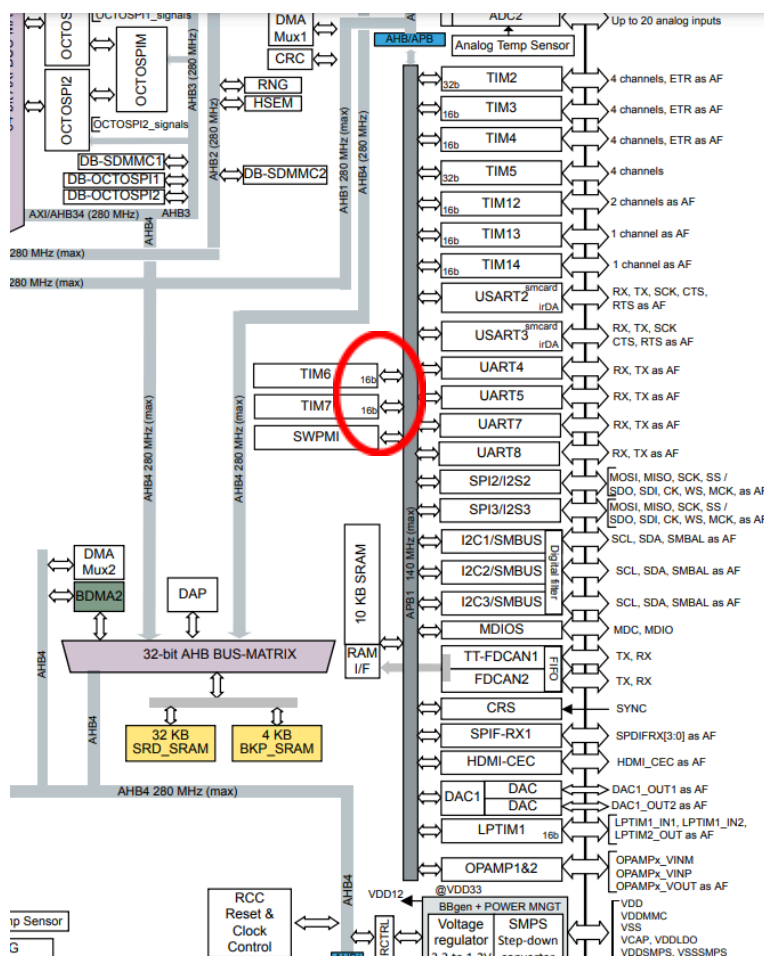 OCTOSPI1_signals
OCTOSPIM
OCTOSPI2
OCTOSPI2_signals
DB-SDMMC1
DB-OCTOSPI1
DB-OCTOSPI2
AXI/AHB34 (280 MHz)
AHB3
AHB3 (280 MHz)
AHB4
280 MHz (max)
280 MHz (max)
DMA
Mux1
CRC
RNG
HSEM
DB-SDMMC2
AHB2 (280 MHz)
AHB1 280 MHz (max)
AHB4 (280 MHz)
AHB/APB
ADC2
Up to 20 analog inputs
Analog Temp Sensor
TIM2
32b
4 channels, ETR as AF
TIM3
16b
4 channels, ETR as AF
TIM4
16b
4 channels, ETR as AF
TIM5
32b
4 channels
TIM12
16b
2 channels as AF
TIM13
16b
1 channel as AF
TIM14
16b
1 channel as AF
USART2
smcard
irDA
RX, TX, SCK, CTS,
RTS as AF
USART3
smcard
irDA
RX, TX, SCK
CTS, RTS as AF
TIM6
16b
TIM7
16b
SWPMI
UART4
RX, TX as AF
UART5
RX, TX as AF
UART7
RX, TX as AF
UART8
RX, TX as AF
SPI2/I2S2
MOSI, MISO, SCK, SS /
SDO, SDI, CK, WS, MCK, as AF
SPI3/I2S3
MOSI, MISO, SCK, SS /
SDO, SDI, CK, WS, MCK, as AF
APB1 140 MHz (max)
10 KB SRAM
RAM
I/F
I2C1/SMBUS
SCL, SDA, SMBAL as AF
I2C2/SMBUS
SCL, SDA, SMBAL as AF
I2C3/SMBUS
SCL, SDA, SMBAL as AF
Digital filter
MDIOS
MDC, MDIO
TT-FDCAN1
TX, RX
FDCAN2
TX, RX
FIFO
CRS
SYNC
SPIF-RX1
SPDIFRX[3:0] as AF
HDMI-CEC
HDMI_CEC as AF
DAC1
DAC
DAC
DAC1_OUT1 as AF
DAC1_OUT2 as AF
LPTIM1
16b
LPTIM1_IN1, LPTIM1_IN2,
LPTIM2_OUT as AF
OPAMP1&2
OPAMPx_VINM
OPAMPx_VINP
OPAMPx_VOUT as AF
AHB4 280 MHz (max)
AHB4 280 MHz (max)
DMA
Mux2
BDMA2
DAP
32-bit AHB BUS-MATRIX
AHB4
AHB4
32 KB
SRD_SRAM
4 KB
BKP_SRAM
AHB4 280 MHz (max)
AHB4
RCC
Reset &
Clock
Control
VDD12
@VDD33
BBgen + POWER MNGT
Voltage
regulator
SMPS
Step-down
RCTRL
VDD
VDDMMC
VSS
VCAP, VDDLDO
VDDSMPS, VSSSMPS
Sensor